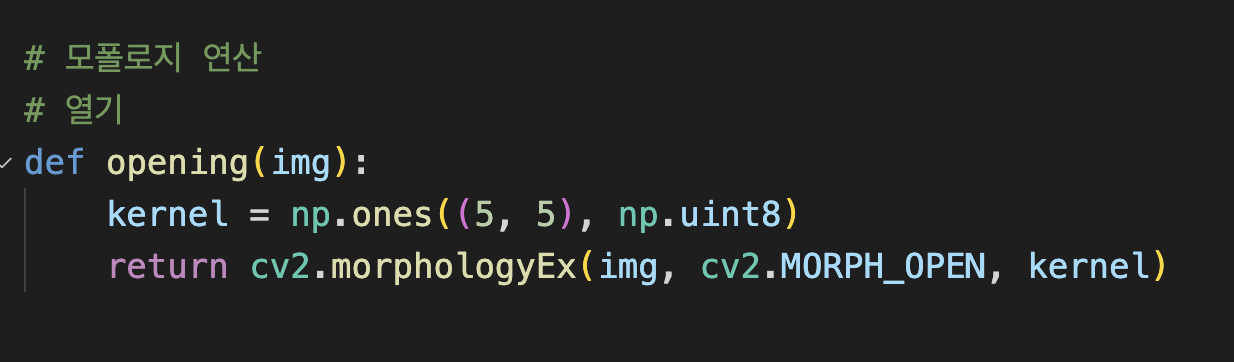 # 모폴로지 연산
# 열기
def opening(img):
    kernel = np.ones((5, 5), np.uint8)
    return cv2.morphologyEx(img, cv2.MORPH_OPEN, kernel)